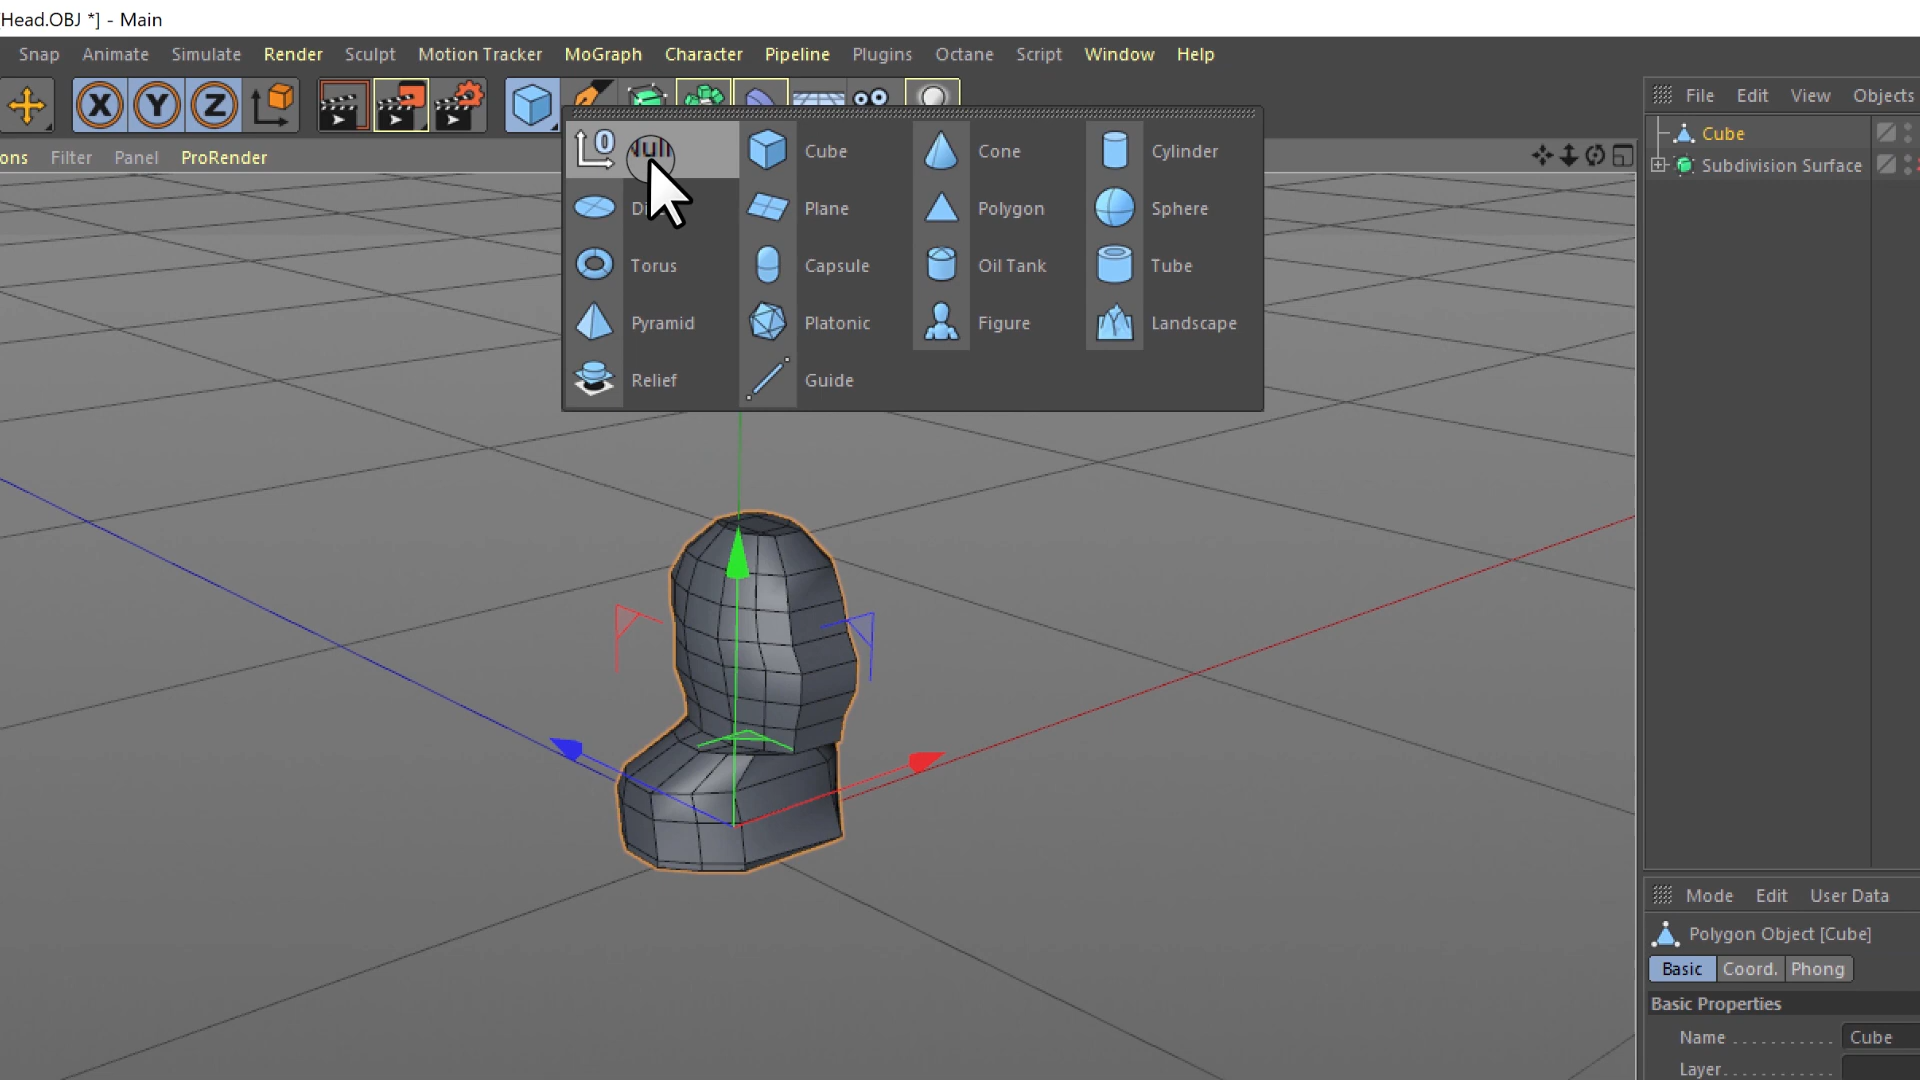 Head.OBJ *] - Main
Snap Animate Simulate Render Sculpt Motion Tracker MoGraph Character Pipeline Plugins Octane Script Window Help
X Y Z
File Edit View Objects
ons Filter Panel ProRender
0 Null Cube Cone Cylinder
Plane Polygon Sphere
Torus Capsule Oil Tank Tube
Pyramid Platonic Figure Landscape
Relief Guide
Cube
Subdivision Surface
Mode Edit User Data
Polygon Object [Cube]
Basic Coord. Phong
Basic Properties
Name . . . . . . . . . . . Cube
Layer. . . . . . . . . . . .